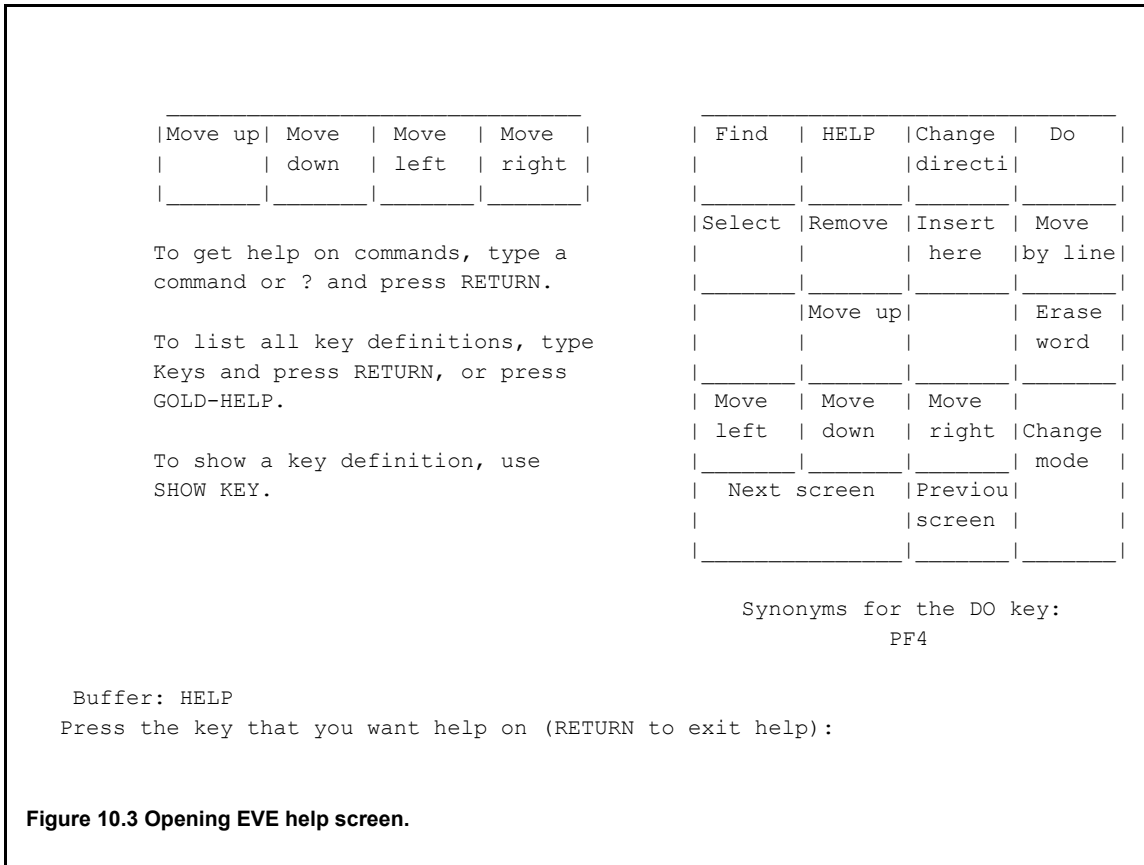 |Move up| Move | Move | Move |
| | down | left | right |
To get help on commands, type a
command or ? and press RETURN.
To list all key definitions, type
Keys and press RETURN, or press
GOLD-HELP.
To show a key definition, use
SHOW KEY.
| Find | HELP |Change | Do |
| | |directi| |
|Select |Remove |Insert | Move |
| | | here |by line|
| |Move up| | Erase |
| | | | word |
| Move | Move | Move | |
| left | down | right |Change |
|_______|_______|_______| mode |
| Next screen |Previou| |
| |screen | |
Synonyms for the DO key:
PF4
Buffer: HELP
Press the key that you want help on (RETURN to exit help):
Figure 10.3 Opening EVE help screen.